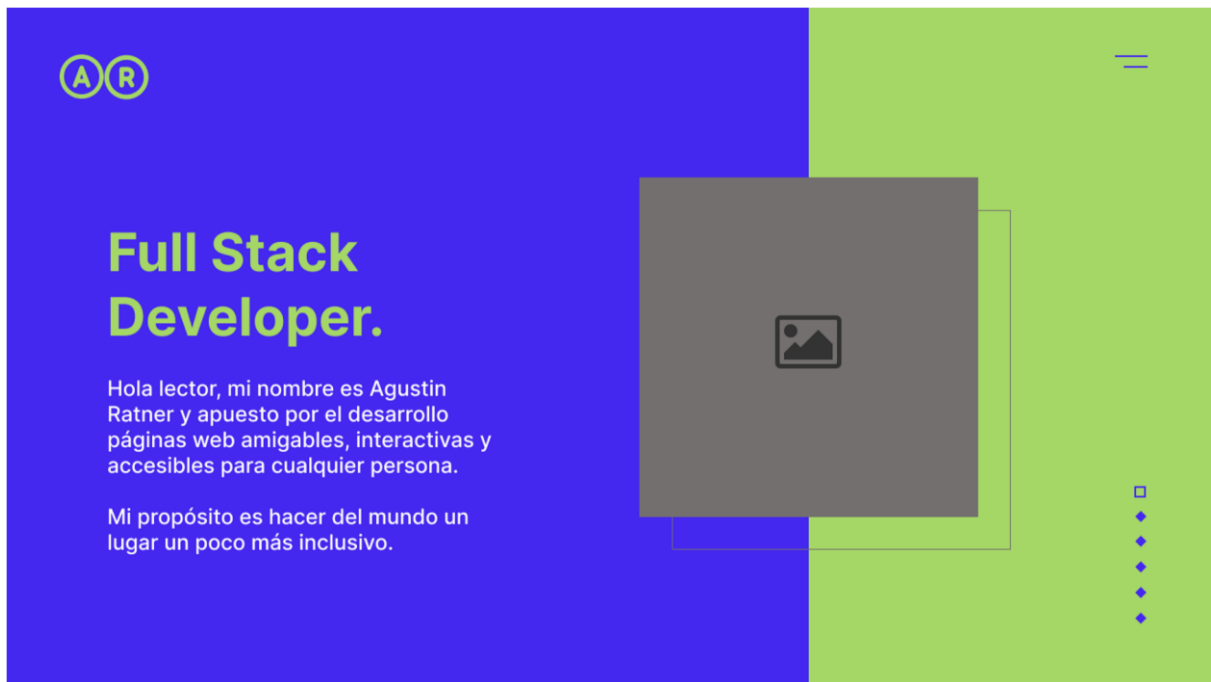 AR
Full Stack
Developer.
Hola lector, mi nombre es Agustin
Ratner y apuesto por el desarrollo
páginas web amigables, interactivas y
accesibles para cualquier persona.
Mi propósito es hacer del mundo un
lugar un poco más inclusivo.